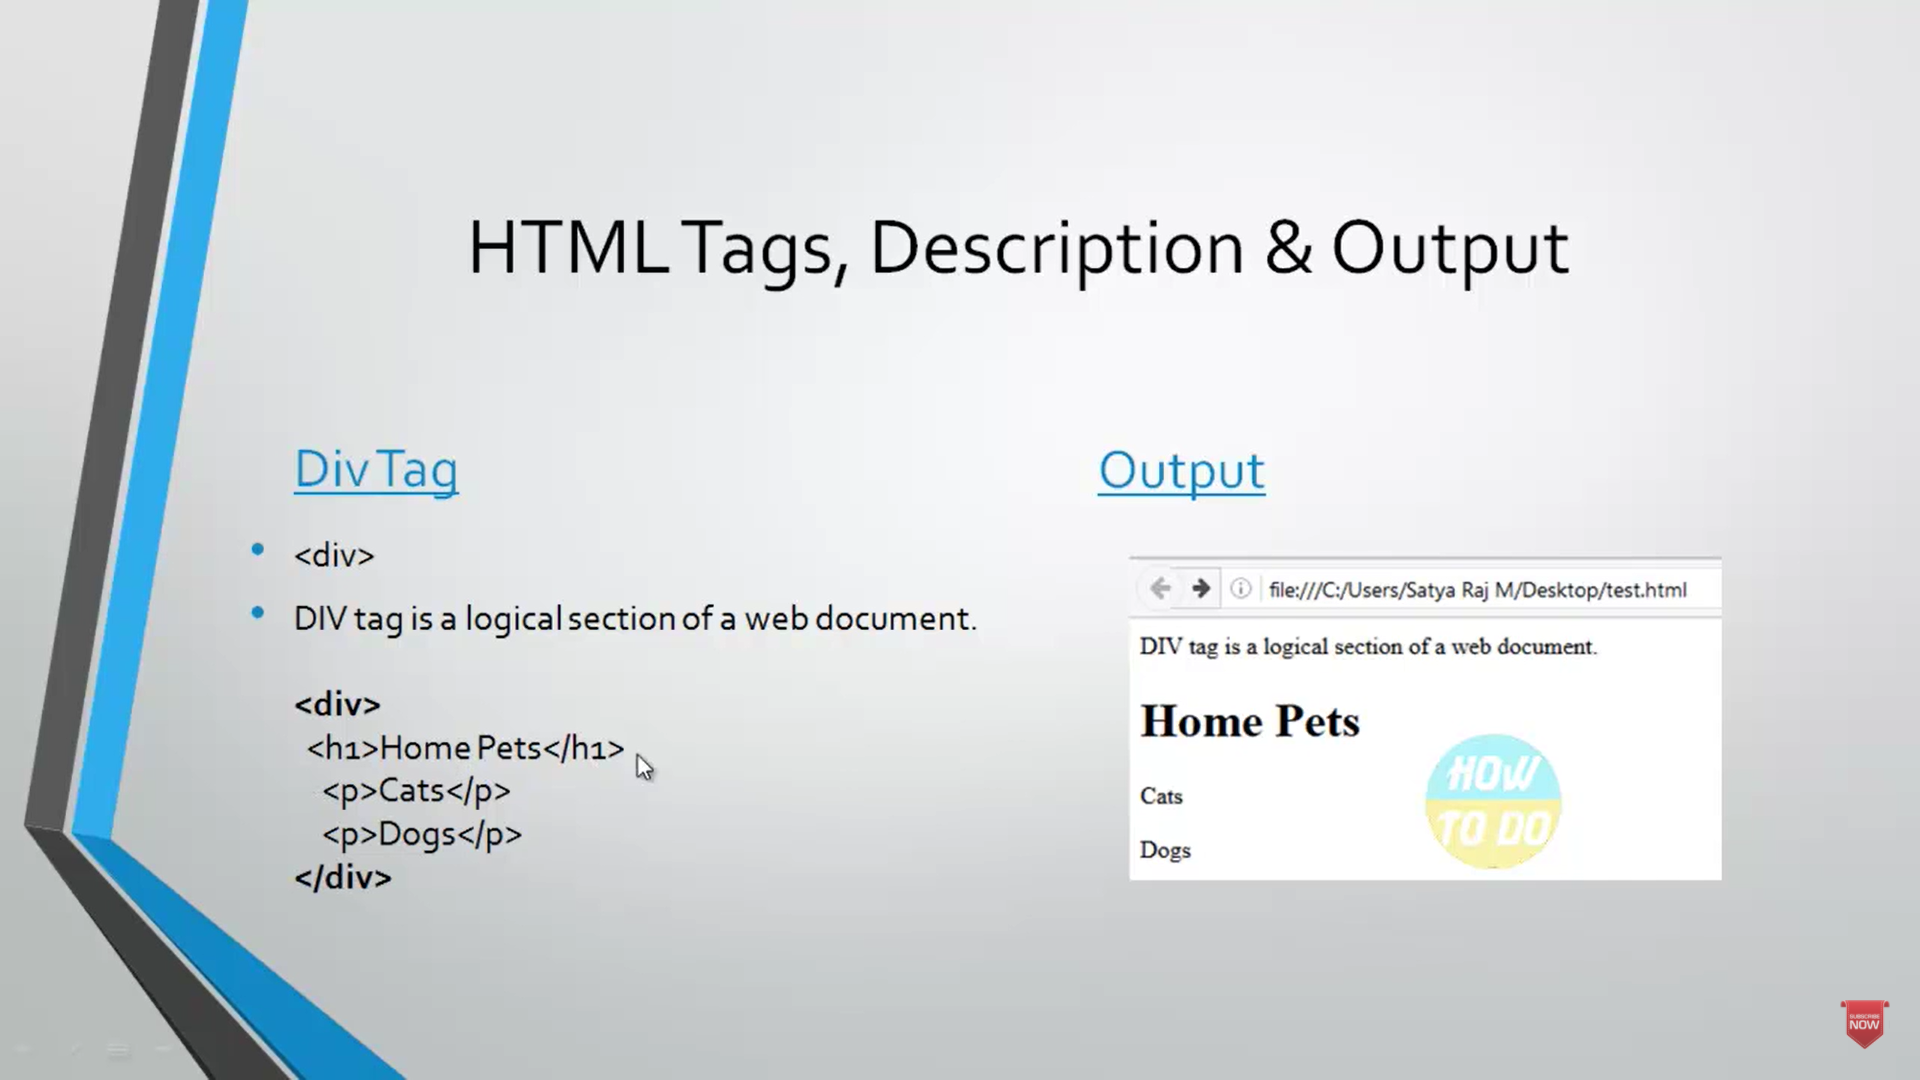 HTML Tags, Description & Output
Div Tag
<div>
DIV tag is a logical section of a web document.
<div>
<h1>Home Pets</h1>
<p>Cats</p>
<p>Dogs</p>
</div>
Output
file:///C:/Users/Satya Raj M/Desktop/test.html
DIV tag is a logical section of a web document.
Home Pets
Cats
Dogs
HOW
TO DO
SUBSCRIBE
NOW